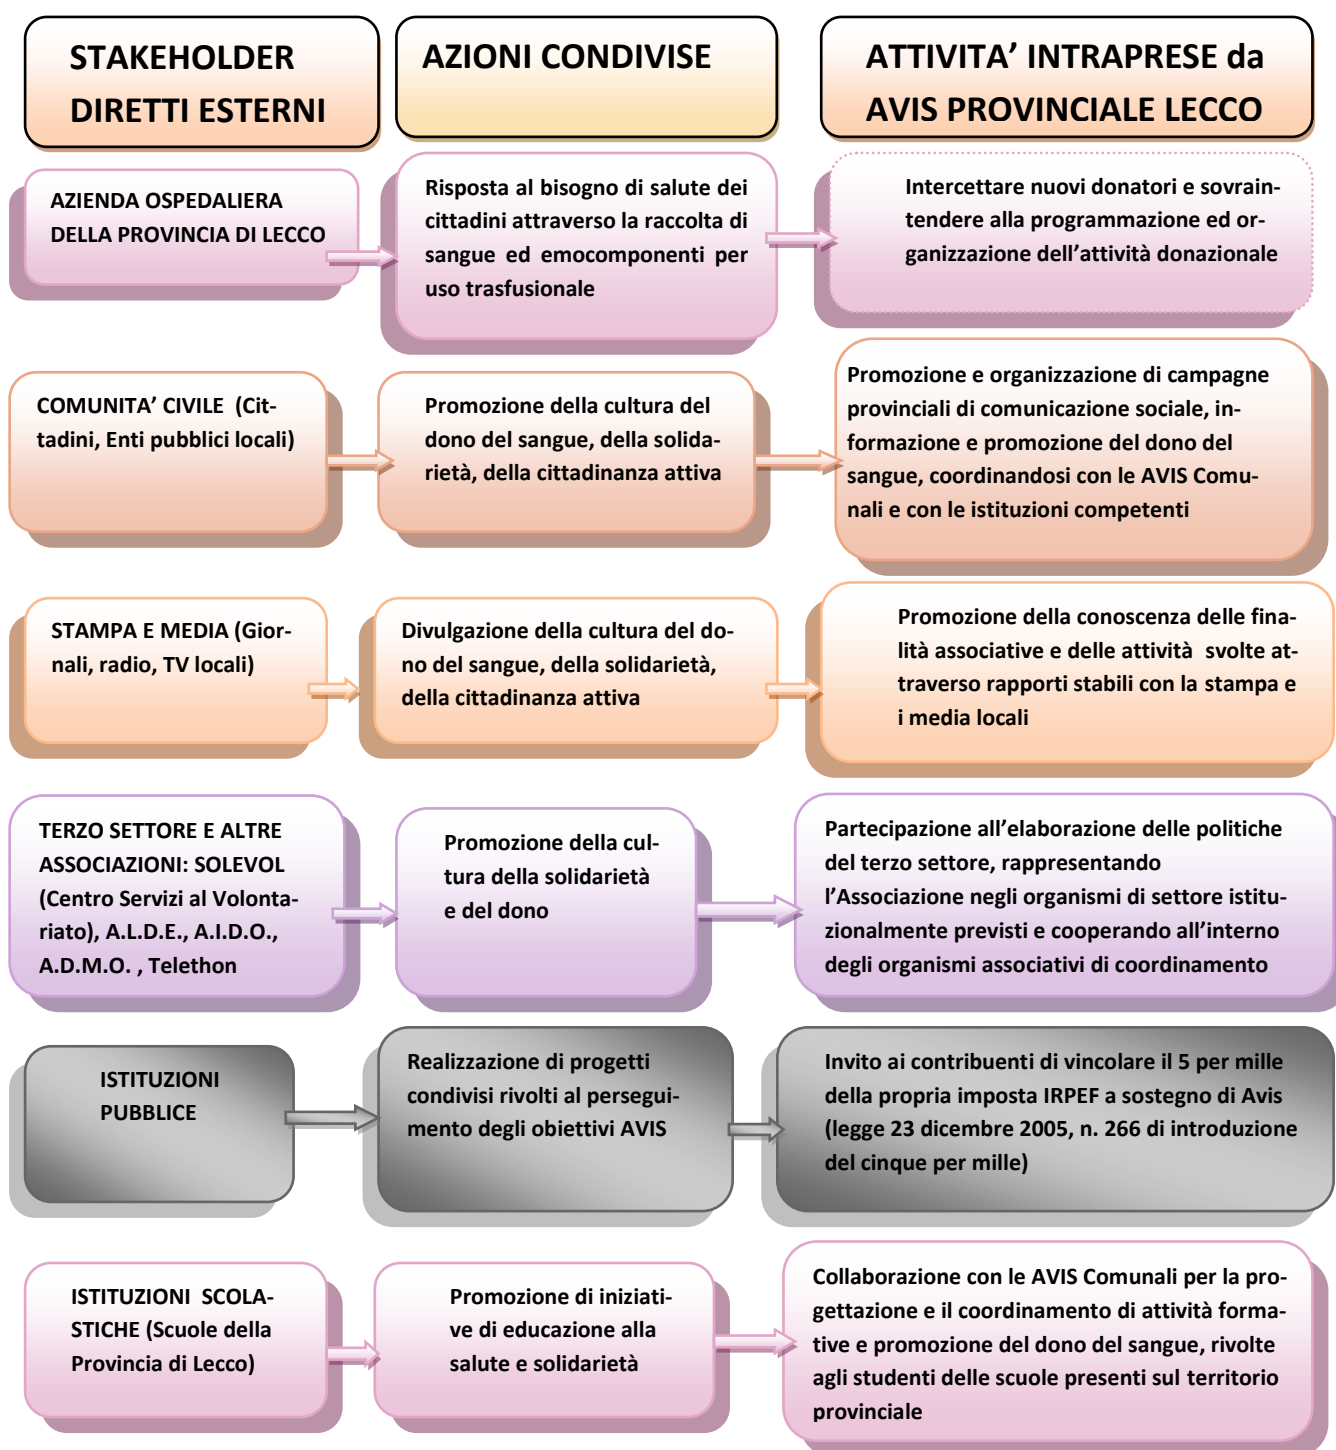 STAKEHOLDER
DIRETTI ESTERNI
AZIONI CONDIVISE
ATTIVITA’ INTRAPRESE da
AVIS PROVINCIALE LECCO
AZIENDA OSPEDALIERA
DELLA PROVINCIA DI LECCO
Risposta al bisogno di salute dei
cittadini attraverso la raccolta di
sangue ed emocomponenti per
uso trasfusionale
Intercettare nuovi donatori e sovrain-
tendere alla programmazione ed or-
ganizzazione dell’attività donazionale
COMUNITA’ CIVILE (Cit-
tadini, Enti pubblici locali)
Promozione della cultura del
dono del sangue, della solida-
rietà, della cittadinanza attiva
Promozione e organizzazione di campagne
provinciali di comunicazione sociale, in-
formazione e promozione del dono del
sangue, coordinandosi con le AVIS Comu-
nali e con le istituzioni competenti
STAMPA E MEDIA (Gior-
nali, radio, TV locali)
Divulgazione della cultura del do-
no del sangue, della solidarietà,
della cittadinanza attiva
Promozione della conoscenza delle fina-
lità associative e delle attività svolte at-
traverso rapporti stabili con la stampa e
i media locali
TERZO SETTORE E ALTRE
ASSOCIAZIONI: SOLEVOL
(Centro Servizi al Volonta-
riato), A.L.D.E., A.I.D.O.,
A.D.M.O. , Telethon
Promozione della cul-
tura della solidarietà
e del dono
Partecipazione all’elaborazione delle politiche
del terzo settore, rappresentando
l’Associazione negli organismi di settore istitu-
zionalmente previsti e cooperando all’interno
degli organismi associativi di coordinamento
ISTITUZIONI
PUBBLICE
Realizzazione di progetti
condivisi rivolti al persegui-
mento degli obiettivi AVIS
Invito ai contribuenti di vincolare il 5 per mille
della propria imposta IRPEF a sostegno di Avis
(legge 23 dicembre 2005, n. 266 di introduzione
del cinque per mille)
ISTITUZIONI SCOLA-
STICHE (Scuole della
Provincia di Lecco)
Promozione di iniziati-
ve di educazione alla
salute e solidarietà
Collaborazione con le AVIS Comunali per la pro-
gettazione e il coordinamento di attività forma-
tive e promozione del dono del sangue, rivolte
agli studenti delle scuole presenti sul territorio
provinciale